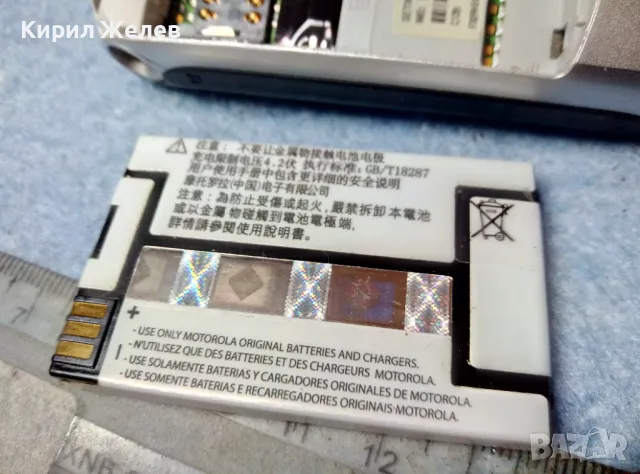 Кирил Желев
注意: 不要让金属物接触电池电极
充电限制电压4.2伏 执行标准: GB/T18287
用户使用手册中包含更详细的安全说明
摩托罗拉(中国)电子有限公司
為防止受傷或起火，嚴禁拆卸本電池
或以金屬 物碰觸到電池電極端，
詳情請參閱使用說明書。
+
- USE ONLY MOTOROLA ORIGINAL BATTERIES AND CHARGERS.
- N'UTILISEZ QUE DES BATTERIES ET DES CHARGEURS MOTOROLA.
- USE SOLAMENTE BATERIAS Y CARGADORES ORIGINALES DE MOTOROLA.
- USE SOMENTE BATERIAS E RECARREGADORES ORIGINAIS MOTOROLA.
XNB
11
12
BAZAR